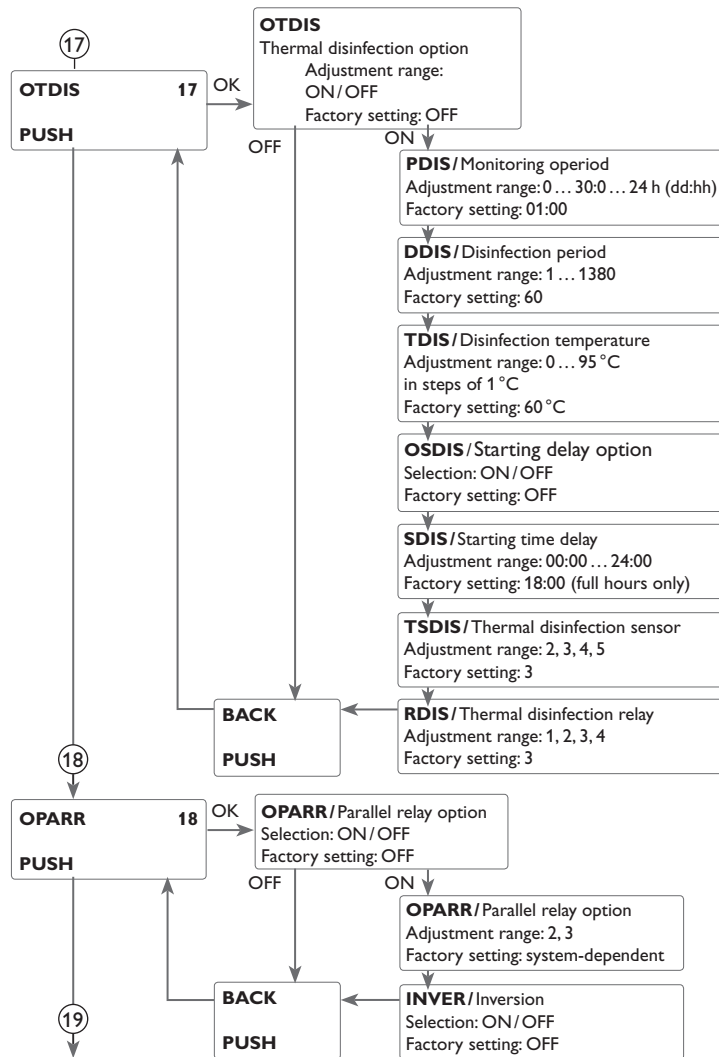 17
OTDIS 17
PUSH
OK
OTDIS
Thermal disinfection option
Adjustment range:
ON/OFF
Factory setting: OFF
OFF
ON
PDIS/Monitoring operiod
Adjustment range: 0 … 30:0 … 24 h (dd:hh)
Factory setting: 01:00
DDIS/Disinfection period
Adjustment range: 1 … 1380
Factory setting: 60
TDIS/Disinfection temperature
Adjustment range: 0 … 95 °C
in steps of 1 °C
Factory setting: 60 °C
OSDIS/Starting delay option
Selection: ON/OFF
Factory setting: OFF
SDIS/Starting time delay
Adjustment range: 00:00 … 24:00
Factory setting: 18:00 (full hours only)
TSDIS/Thermal disinfection sensor
Adjustment range: 2, 3, 4, 5
Factory setting: 3
RDIS/Thermal disinfection relay
Adjustment range: 1, 2, 3, 4
Factory setting: 3
BACK
PUSH
18
OPARR 18
PUSH
OK
OPARR/Parallel relay option
Selection: ON/OFF
Factory setting: OFF
OFF
ON
OPARR/Parallel relay option
Adjustment range: 2, 3
Factory setting: system-dependent
INVER/Inversion
Selection: ON/OFF
Factory setting: OFF
BACK
PUSH
19